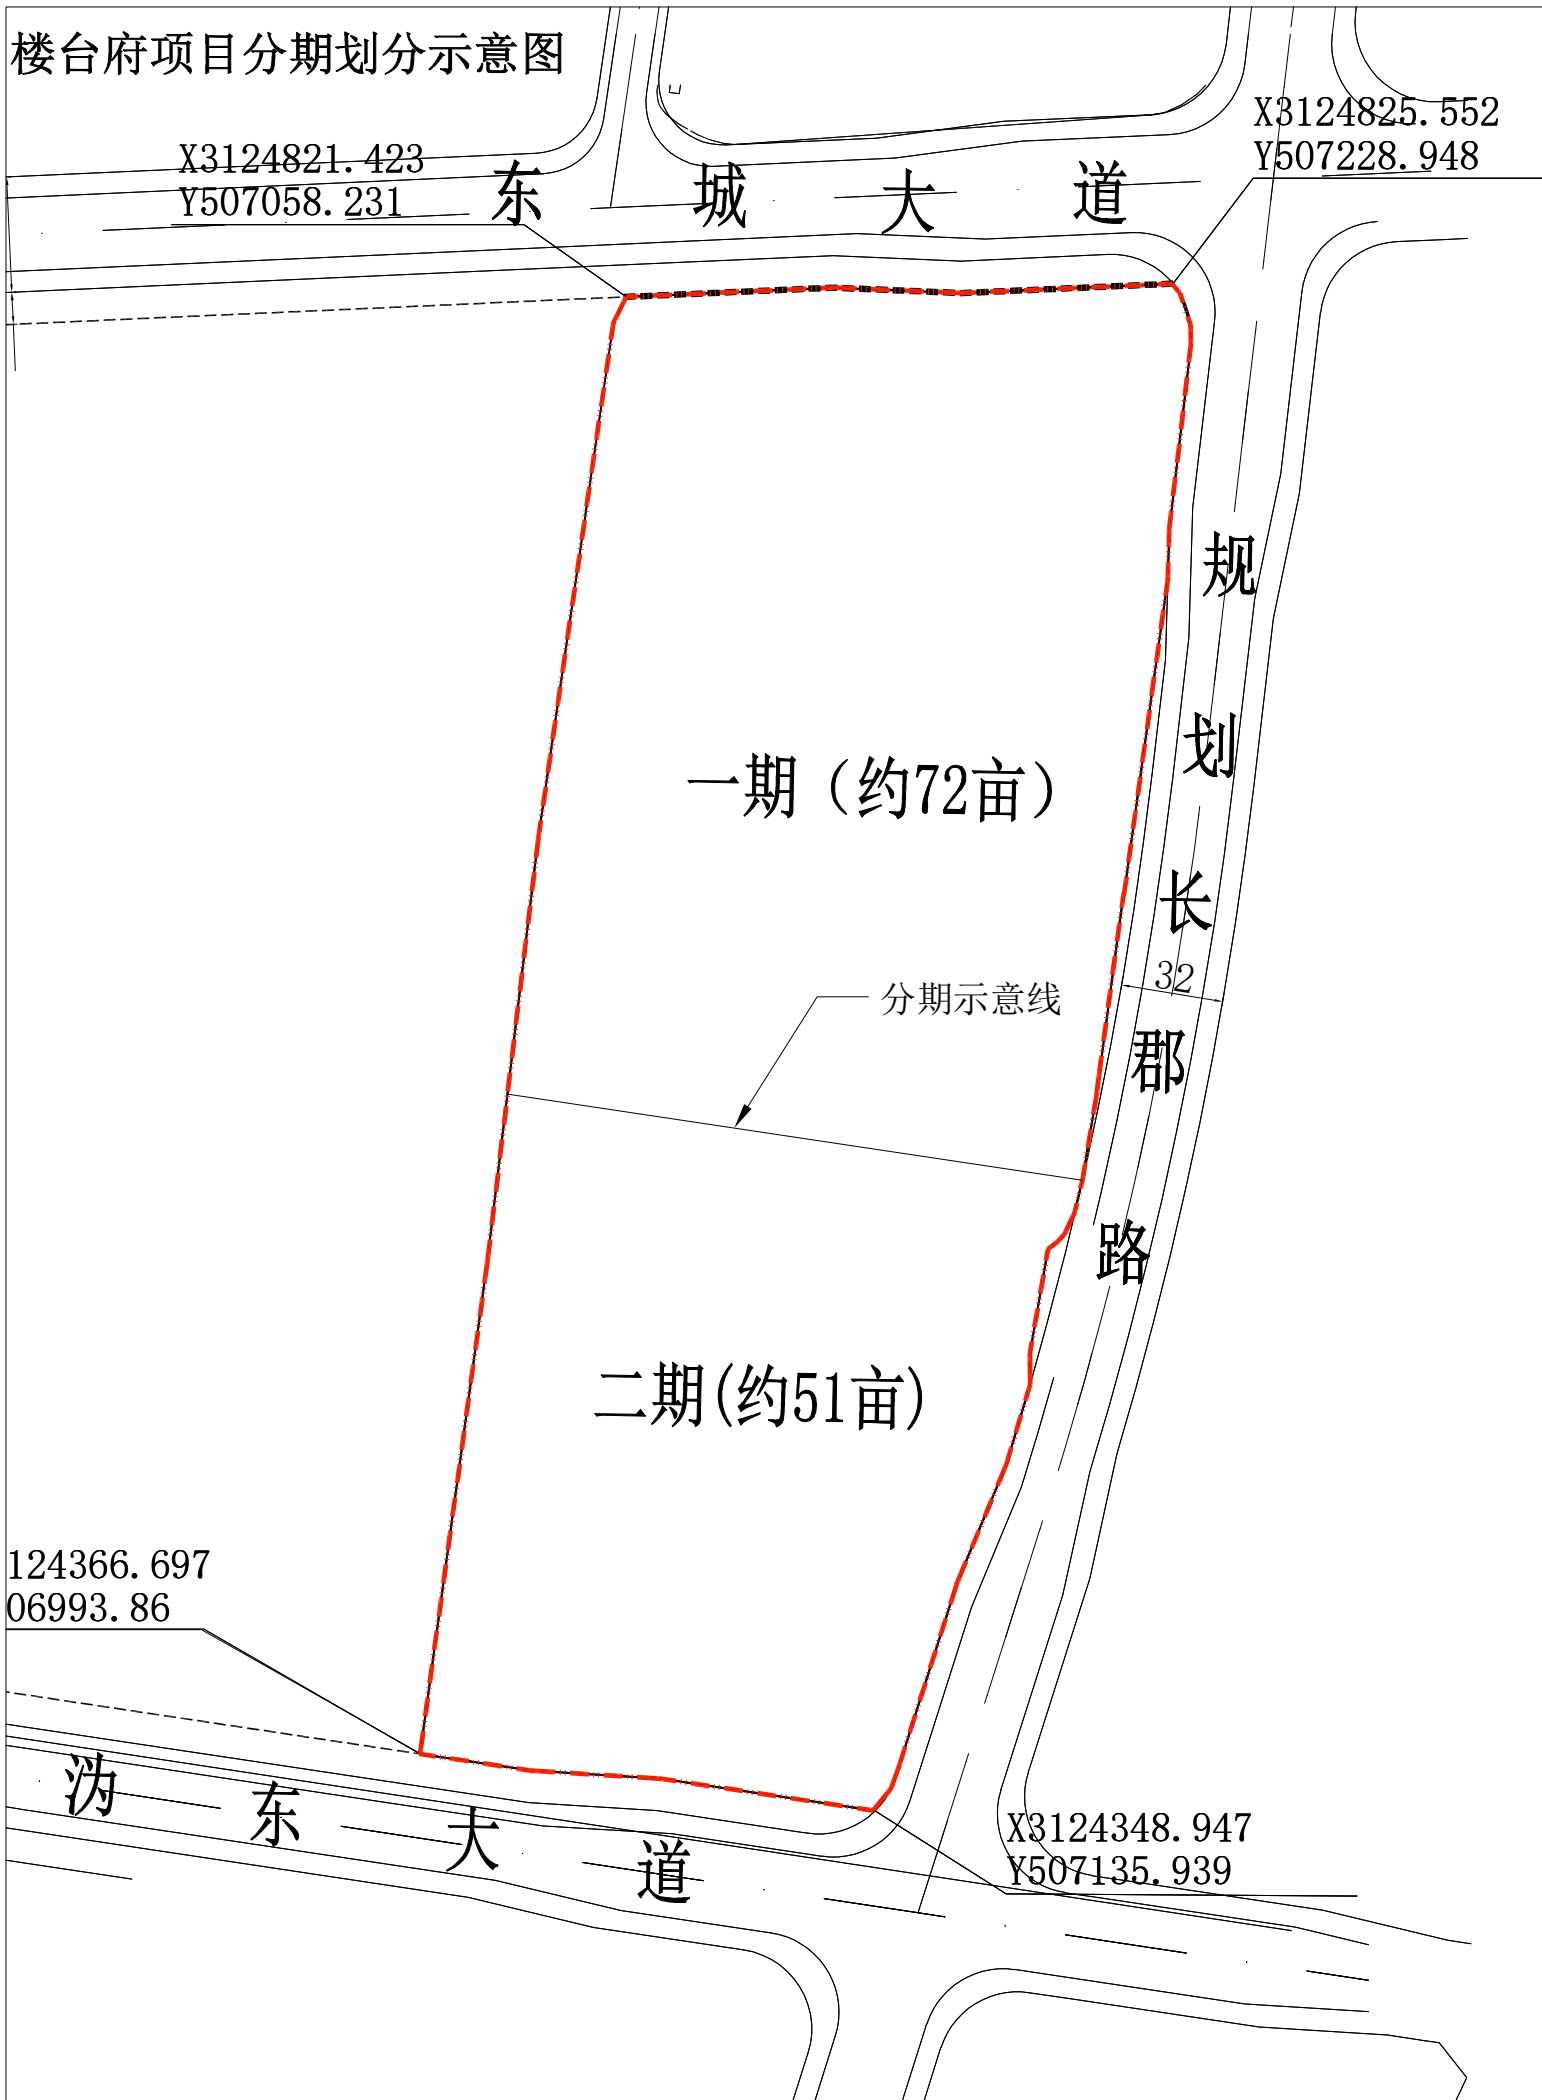 楼台府项目分期划分示意图
X3124825.552
Y507228.948
X3124821.423
Y507058.231
东城大道
规划长郡路
一期（约72亩）
32
分期示意线
二期(约51亩)
124366.697
06993.86
沩东大道
X3124348.947
Y507135.939